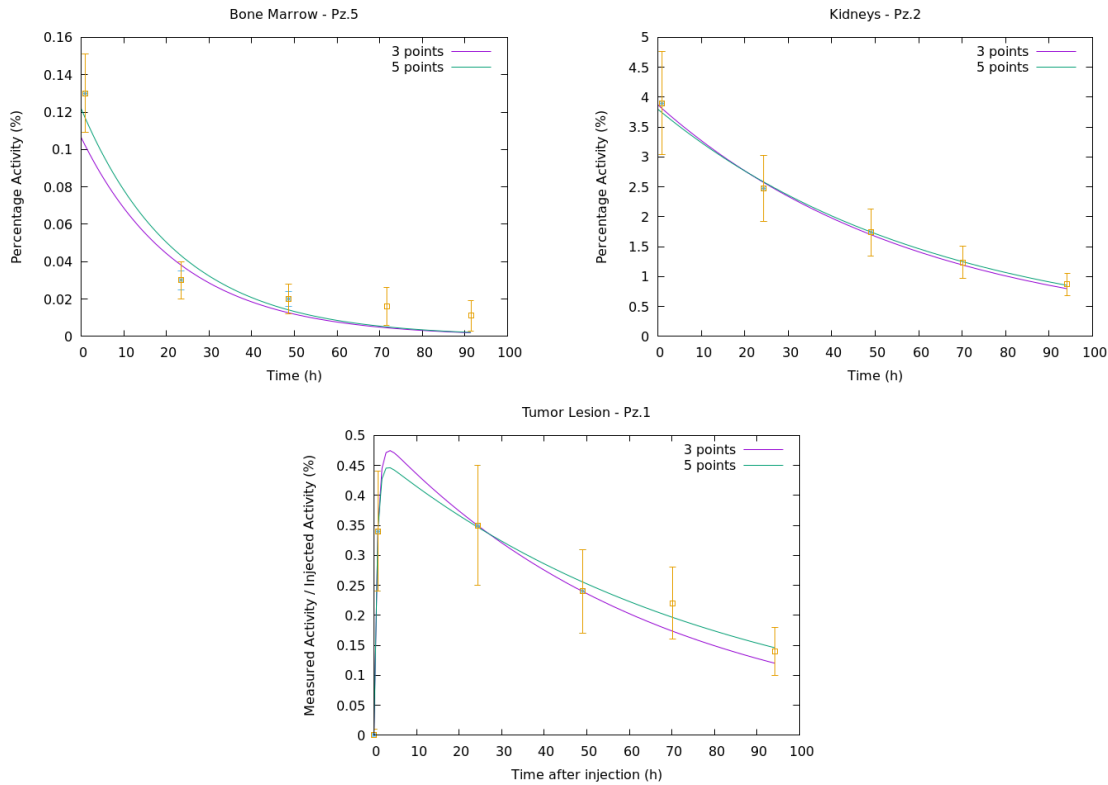 Bone Marrow - Pz.5
3 points
5 points
Percentage Activity (%)
0.16
0.14
0.12
0.1
0.08
0.06
0.04
0.02
0
0 10 20 30 40 50 60 70 80 90 100
Time (h)
Kidneys - Pz.2
3 points
5 points
Percentage Activity (%)
5
4.5
4
3.5
3
2.5
2
1.5
1
0.5
0
0 10 20 30 40 50 60 70 80 90 100
Time (h)
Tumor Lesion - Pz.1
3 points
5 points
Measured Activity / Injected Activity (%)
0.5
0.45
0.4
0.35
0.3
0.25
0.2
0.15
0.1
0.05
0
0 10 20 30 40 50 60 70 80 90 100
Time after injection (h)